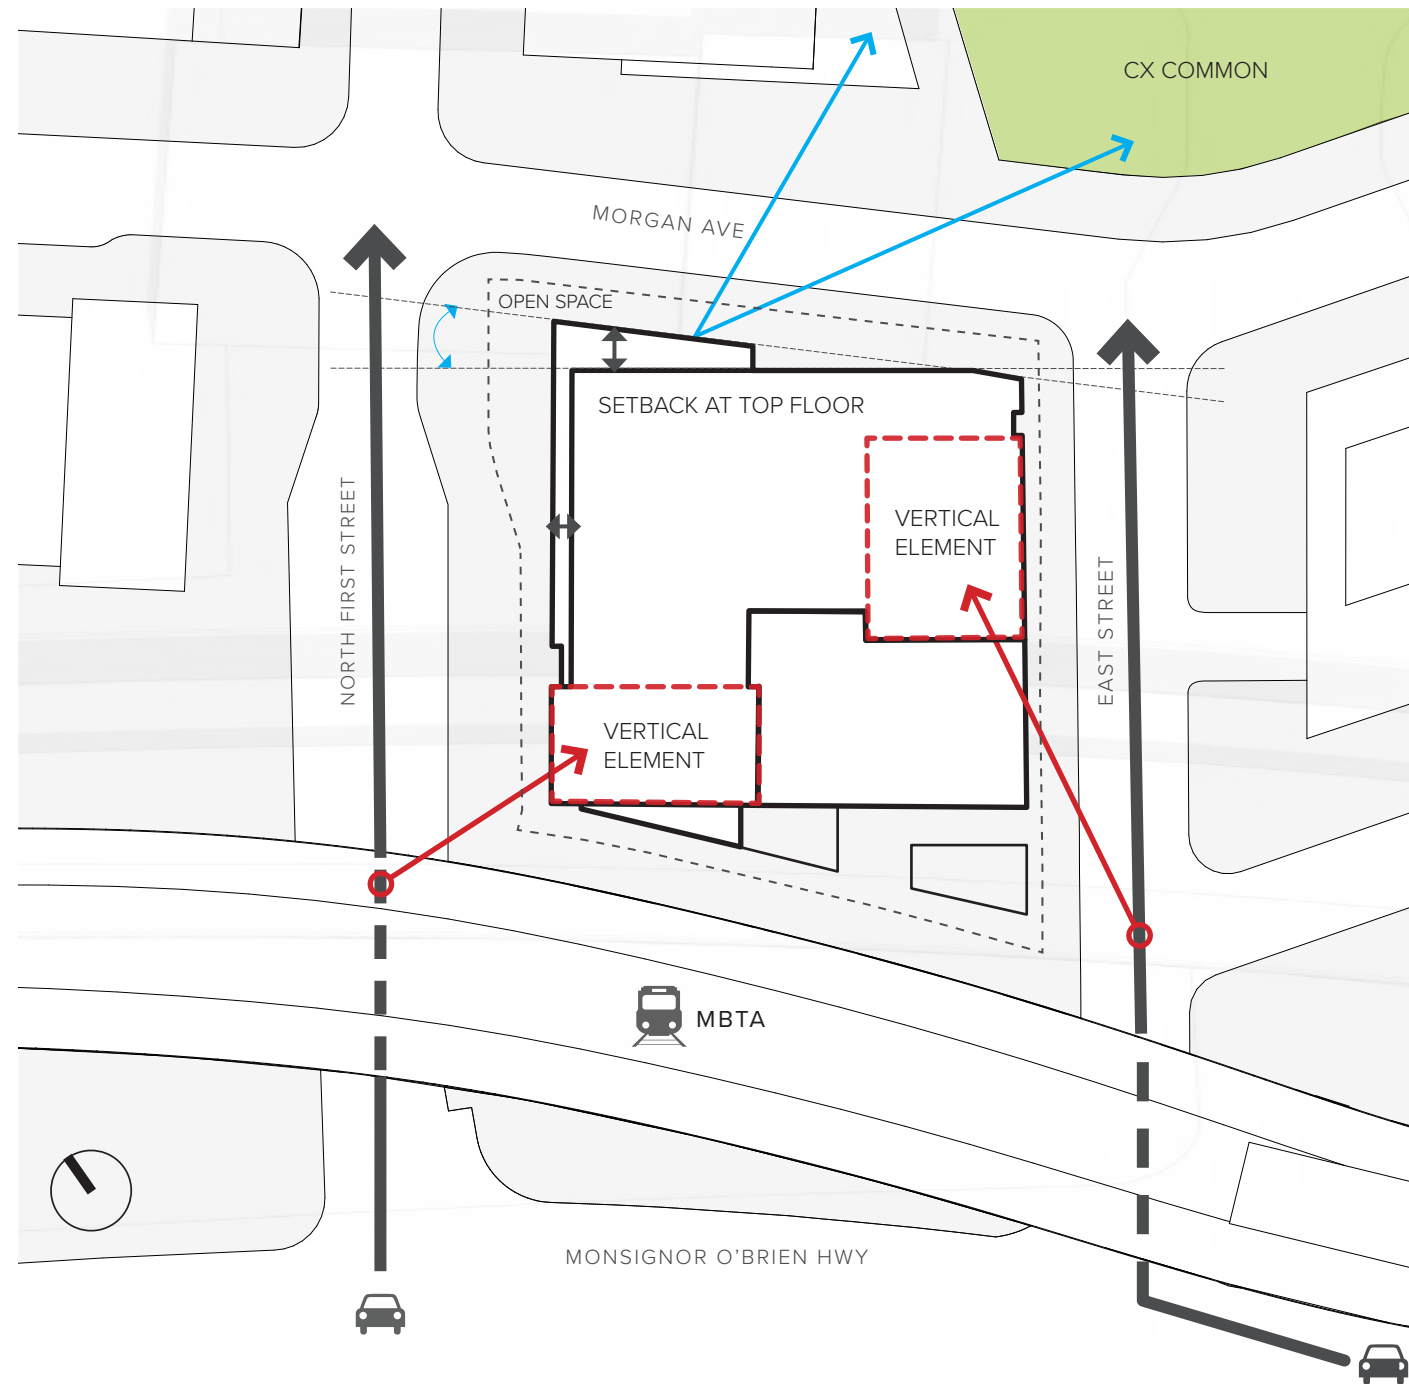 CX COMMON
MORGAN AVE
OPEN SPACE
SETBACK AT TOP FLOOR
NORTH FIRST STREET
VERTICAL
ELEMENT
EAST STREET
VERTICAL
ELEMENT
MBTA
MONSIGNOR O’BRIEN HWY